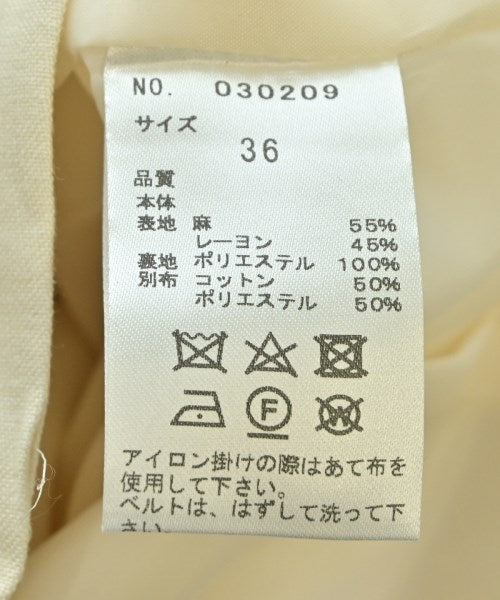 NO. 030209
サイズ
36
品質
本体
表地 麻 55%
レーヨン 45%
裏地 ポリエステル 100%
別布 コットン 50%
ポリエステル 50%
F
W
アイロン掛けの際はあて布を
使用して下さい。
ベルトは、はずして洗って下
さい。